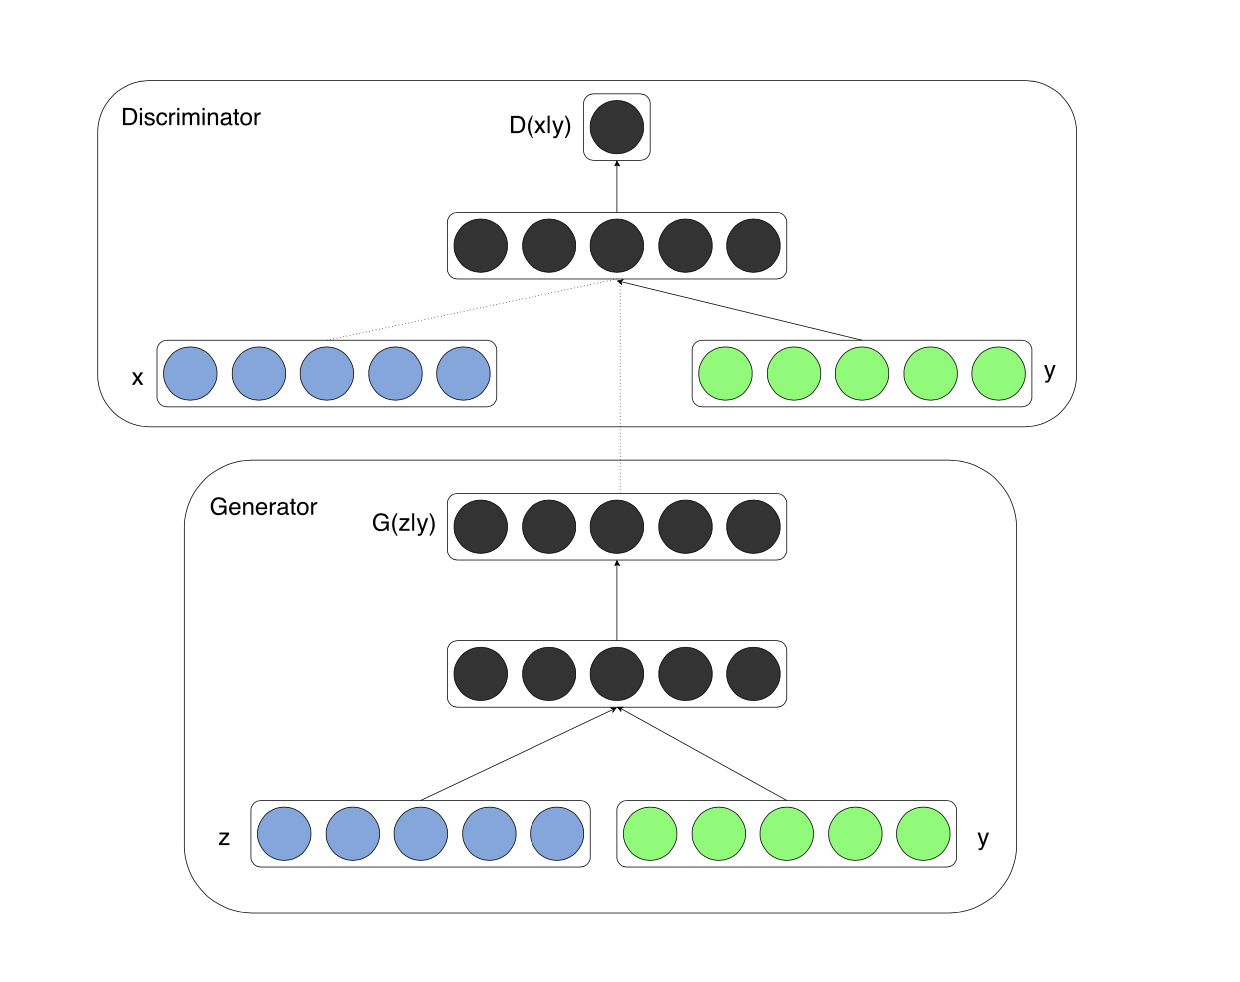 Discriminator
D(x|y)
x
y
Generator
G(z|y)
z
y